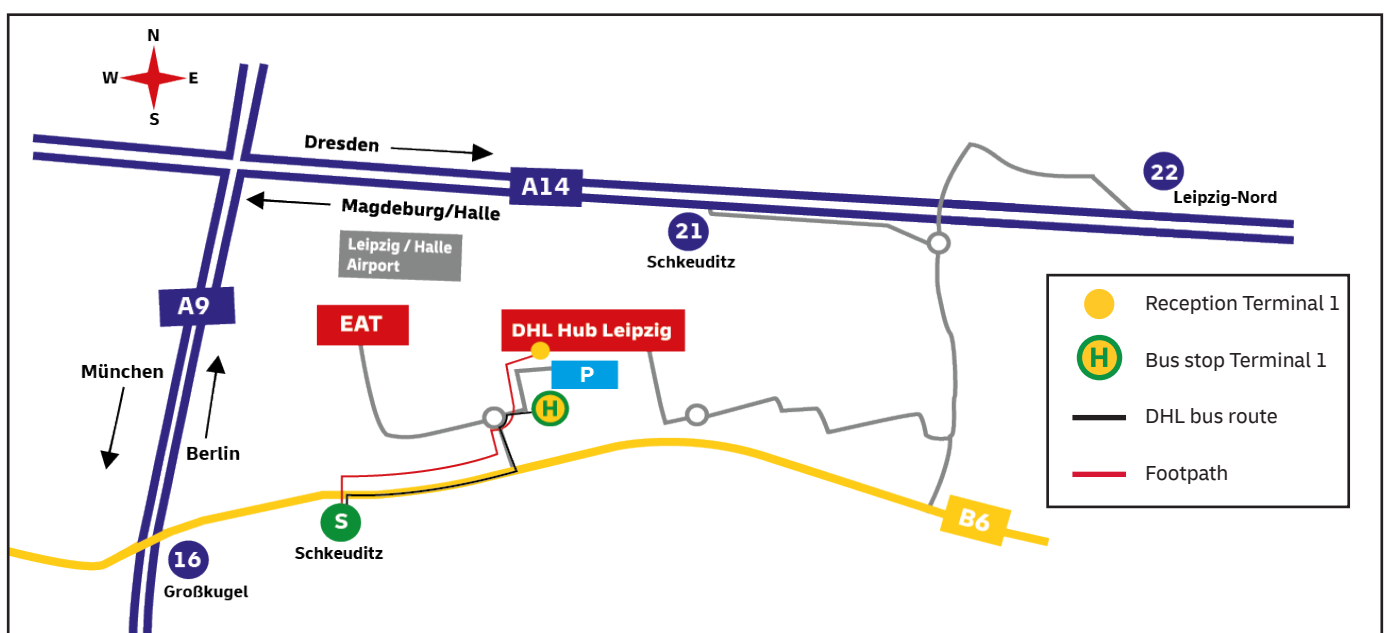 N
W
E
S
Dresden
A14
22
Leipzig-Nord
Magdeburg/Halle
21
Schkeuditz
Leipzig / Halle
Airport
A9
EAT
DHL Hub Leipzig
P
H
München
Berlin
S
Schkeuditz
16
Großkugel
B6
Reception Terminal 1
H
Bus stop Terminal 1
DHL bus route
Footpath